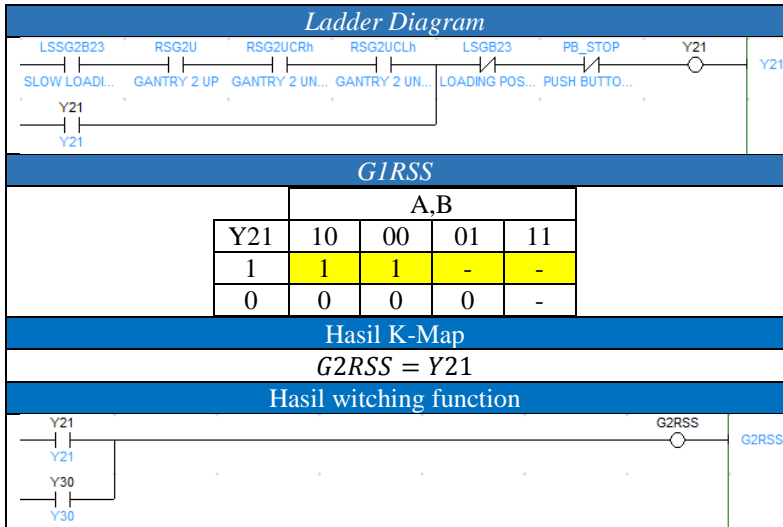 Ladder Diagram
LSSG2B23 RSG2U RSG2UCRh RSG2UCLh LSGB23 PB_STOP Y21
Y21
SLOW LOADI... GANTRY 2 UP GANTRY 2 UN... GANTRY 2 UN... LOADING POS... PUSH BUTTO...
Y21
Y21
G1RSS
A,B
Y21 10 00 01 11
1 1 1 - -
0 0 0 0 -
Hasil K-Map
G2RSS = Y21
Hasil witching function
Y21 G2RSS
G2RSS
Y21
Y30
Y30